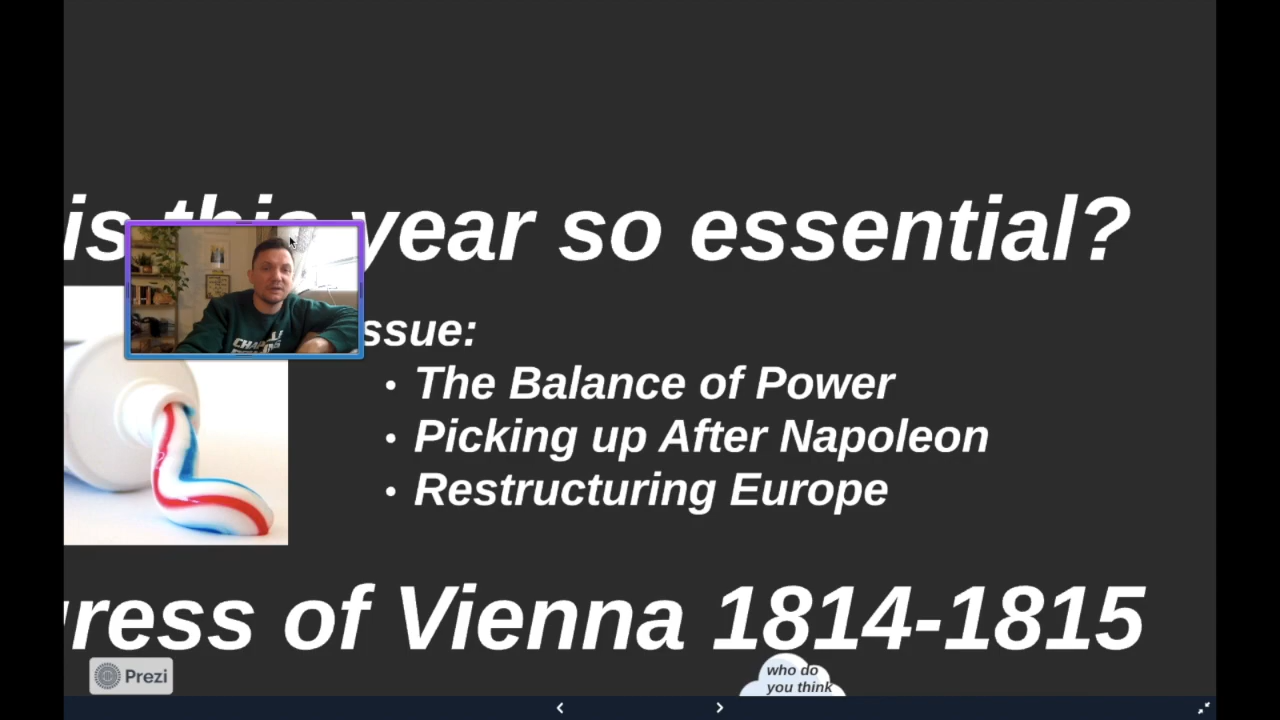 is this year so essential?
ssue:
• The Balance of Power
• Picking up After Napoleon
• Restructuring Europe
ress of Vienna 1814-1815
Prezi
who do
you think